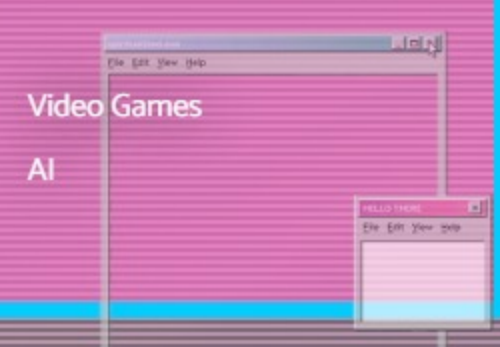 File Edit View Help
Video Games
AI
HELLO THERE
File Edit View Help